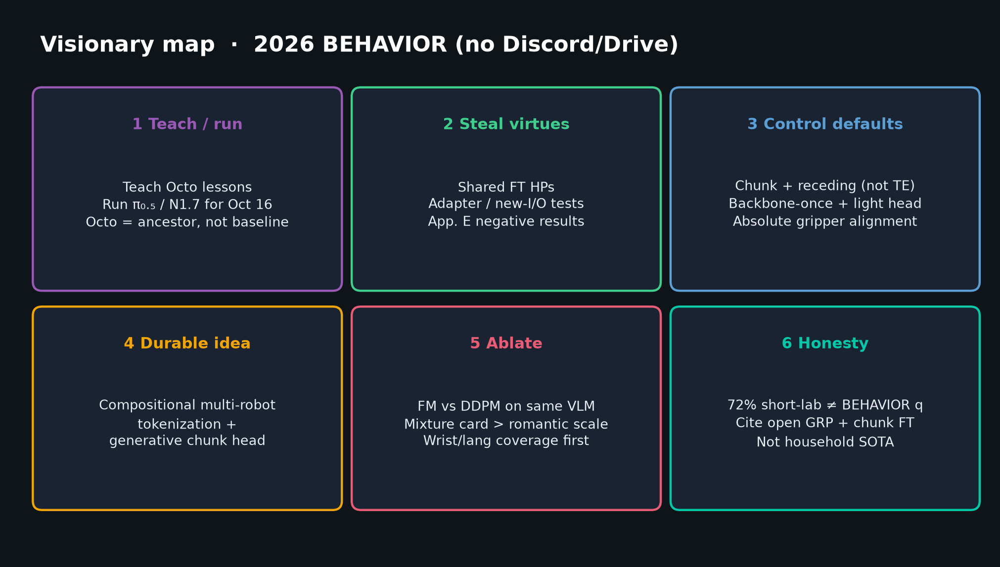 Visionary map · 2026 BEHAVIOR (no Discord/Drive)
1 Teach / run
Teach Octo lessons
Run π₀.₅ / N1.7 for Oct 16
Octo = ancestor, not baseline
2 Steal virtues
Shared FT HPs
Adapter / new-I/O tests
App. E negative results
3 Control defaults
Chunk + receding (not TE)
Backbone-once + light head
Absolute gripper alignment
4 Durable idea
Compositional multi-robot
tokenization +
generative chunk head
5 Ablate
FM vs DDPM on same VLM
Mixture card > romantic scale
Wrist/lang coverage first
6 Honesty
72% short-lab ≠ BEHAVIOR q
Cite open GRP + chunk FT
Not household SOTA